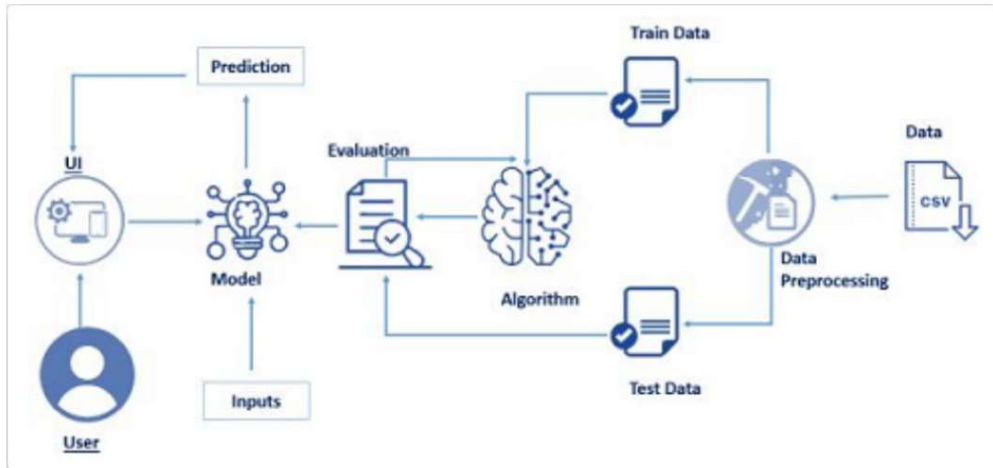 Train Data
Prediction
Data
Evaluation
UI
CSV
Data
Preprocessing
Model
Algorithm
Test Data
Inputs
User